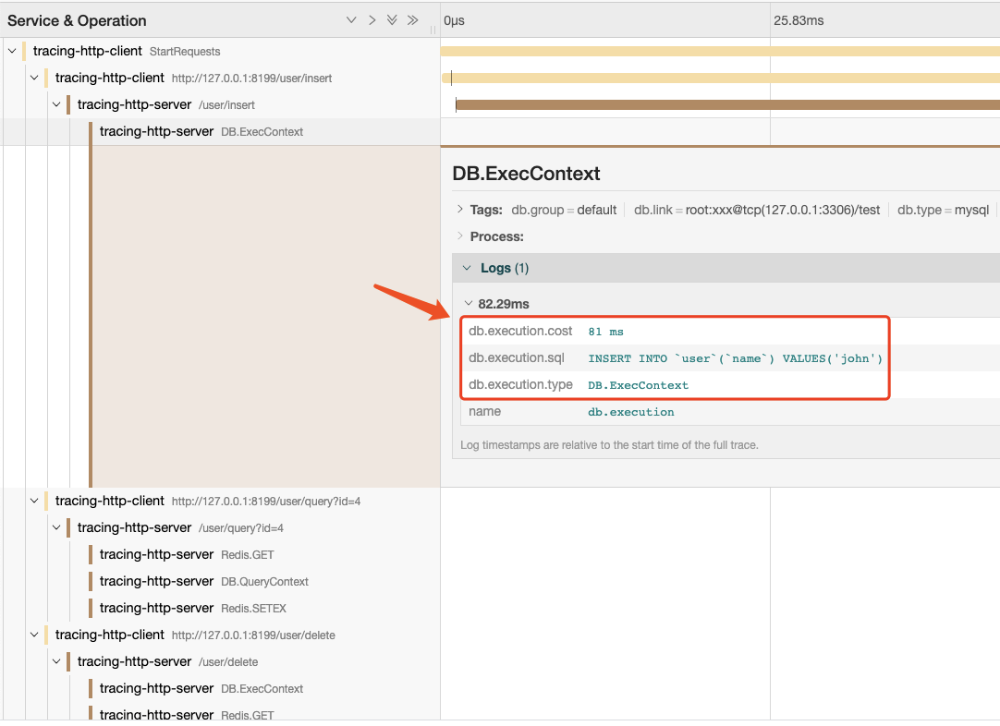 Service & Operation
0μs
25.83ms
tracing-http-client StartRequests
tracing-http-client http://127.0.0.1:8199/user/insert
tracing-http-server /user/insert
tracing-http-server DB.ExecContext
DB.ExecContext
Tags: db.group = default db.link = root:xxx@tcp(127.0.0.1:3306)/test db.type = mysql
Process:
Logs (1)
82.29ms
db.execution.cost 81 ms
db.execution.sql INSERT INTO `user`(`name`) VALUES('john')
db.execution.type DB.ExecContext
name db.execution
Log timestamps are relative to the start time of the full trace.
tracing-http-client http://127.0.0.1:8199/user/query?id=4
tracing-http-server /user/query?id=4
tracing-http-server Redis.GET
tracing-http-server DB.QueryContext
tracing-http-server Redis.SETEX
tracing-http-client http://127.0.0.1:8199/user/delete
tracing-http-server /user/delete
tracing-http-server DB.ExecContext
tracing-http-server Redis.GET